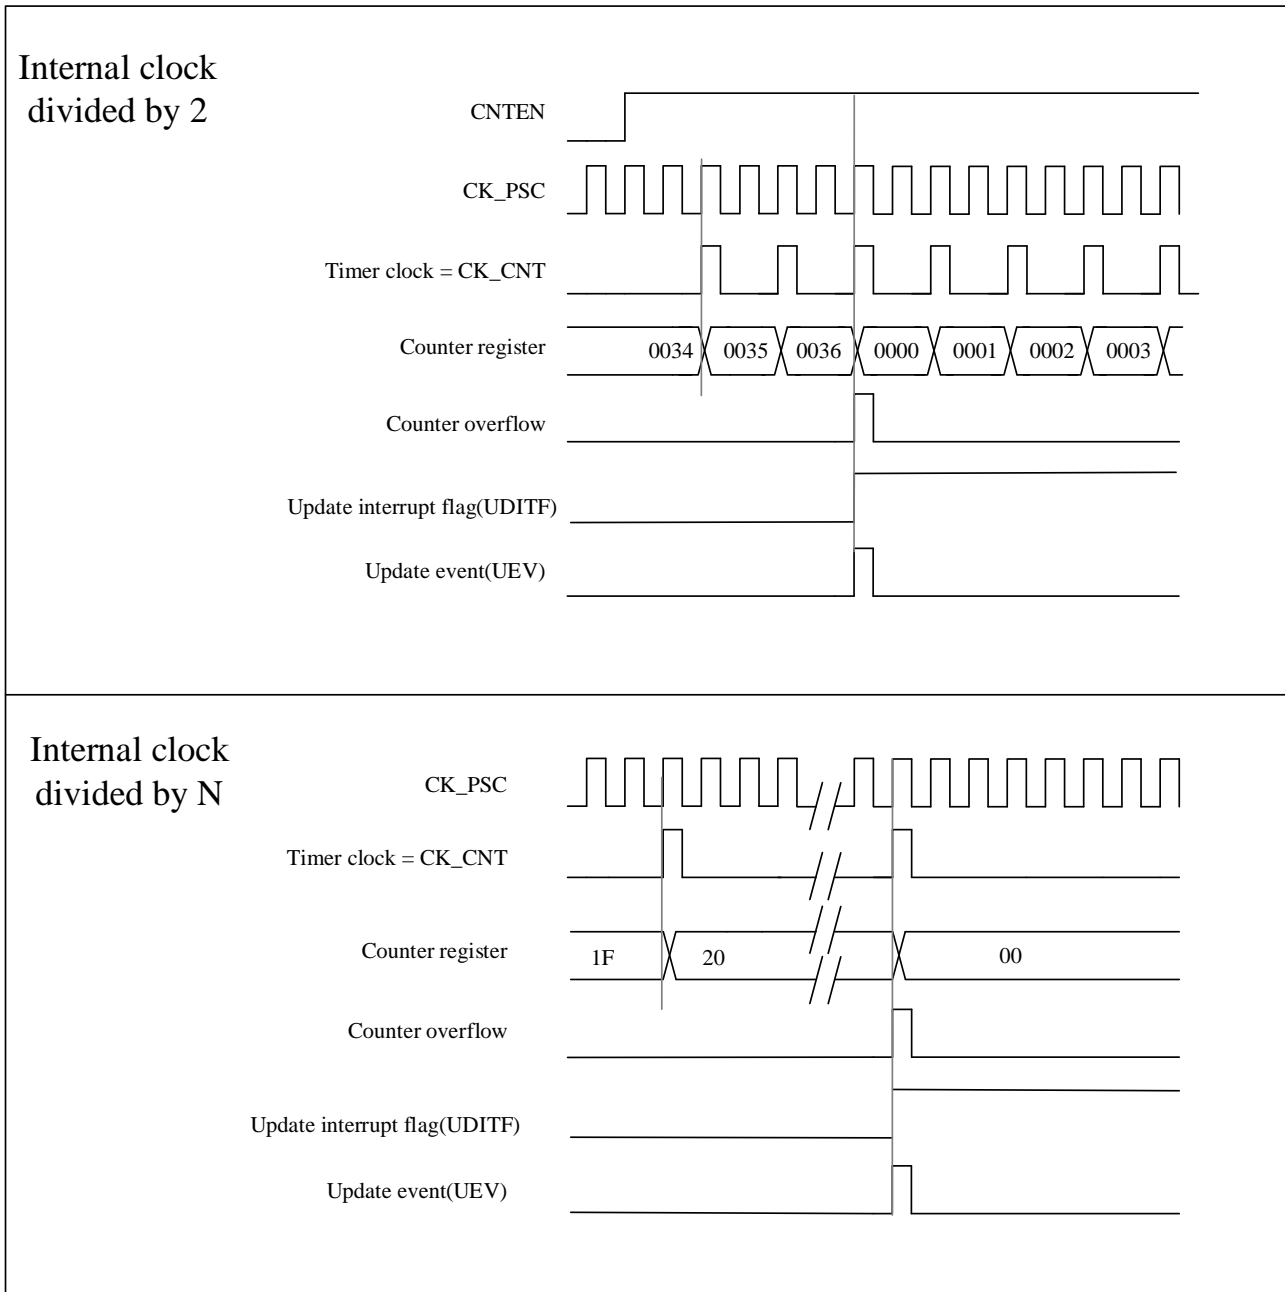 Internal clock
divided by 2
CNTEN
CK_PSC
Timer clock = CK_CNT
Counter register
0034 0035 0036 0000 0001 0002 0003
Counter overflow
Update interrupt flag(UDITF)
Update event(UEV)
Internal clock
divided by N
CK_PSC
Timer clock = CK_CNT
Counter register
1F 20 00
Counter overflow
Update interrupt flag(UDITF)
Update event(UEV)